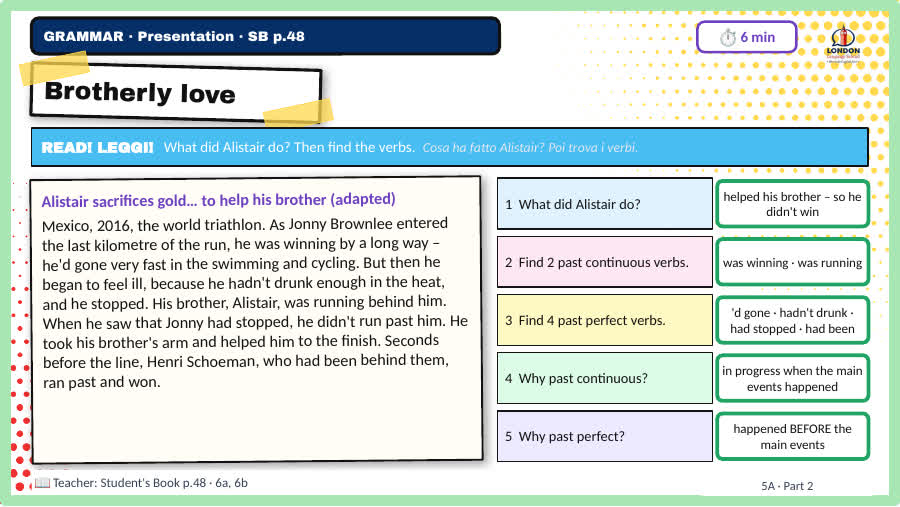 GRAMMAR · Presentation · SB p.48
⏱️ 6 min
LONDON
Brotherly love
READ! LEGGI! What did Alistair do? Then find the verbs. Cosa ha fatto Alistair? Poi trova i verbi.
Alistair sacrifices gold… to help his brother (adapted)
Mexico, 2016, the world triathlon. As Jonny Brownlee entered
the last kilometre of the run, he was winning by a long way –
he'd gone very fast in the swimming and cycling. But then he
began to feel ill, because he hadn't drunk enough in the heat,
and he stopped. His brother, Alistair, was running behind him.
When he saw that Jonny had stopped, he didn't run past him. He
took his brother's arm and helped him to the finish. Seconds
before the line, Henri Schoeman, who had been behind them,
ran past and won.
1 What did Alistair do?
helped his brother – so he
didn't win
2 Find 2 past continuous verbs.
was winning · was running
3 Find 4 past perfect verbs.
'd gone · hadn't drunk ·
had stopped · had been
4 Why past continuous?
in progress when the main
events happened
5 Why past perfect?
happened BEFORE the
main events
📖 Teacher: Student's Book p.48 · 6a, 6b
5A · Part 2